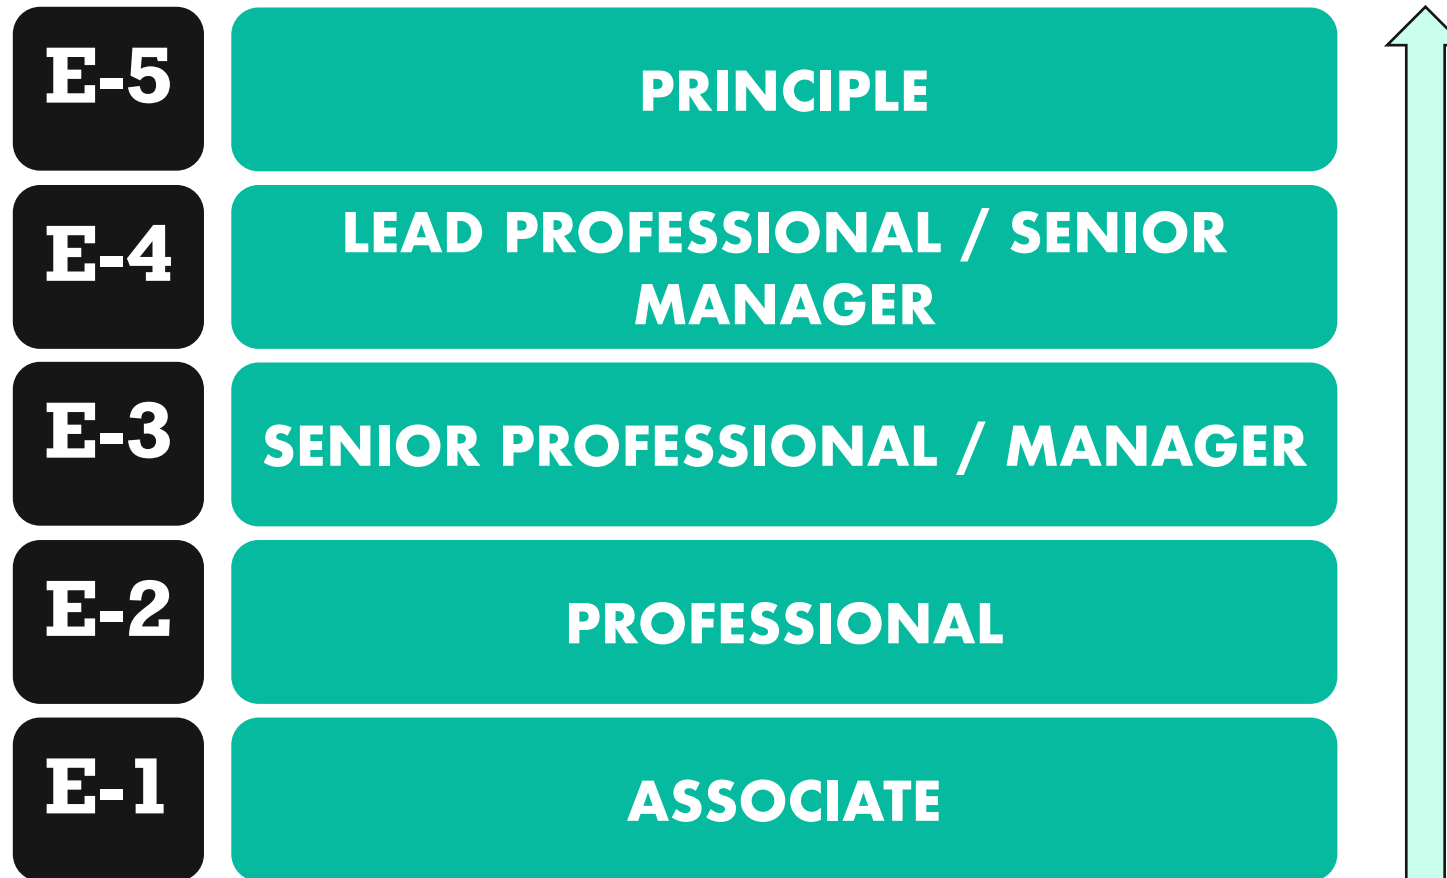 E-5
PRINCIPLE
E-4
LEAD PROFESSIONAL / SENIOR
MANAGER
E-3
SENIOR PROFESSIONAL / MANAGER
E-2
PROFESSIONAL
E-1
ASSOCIATE